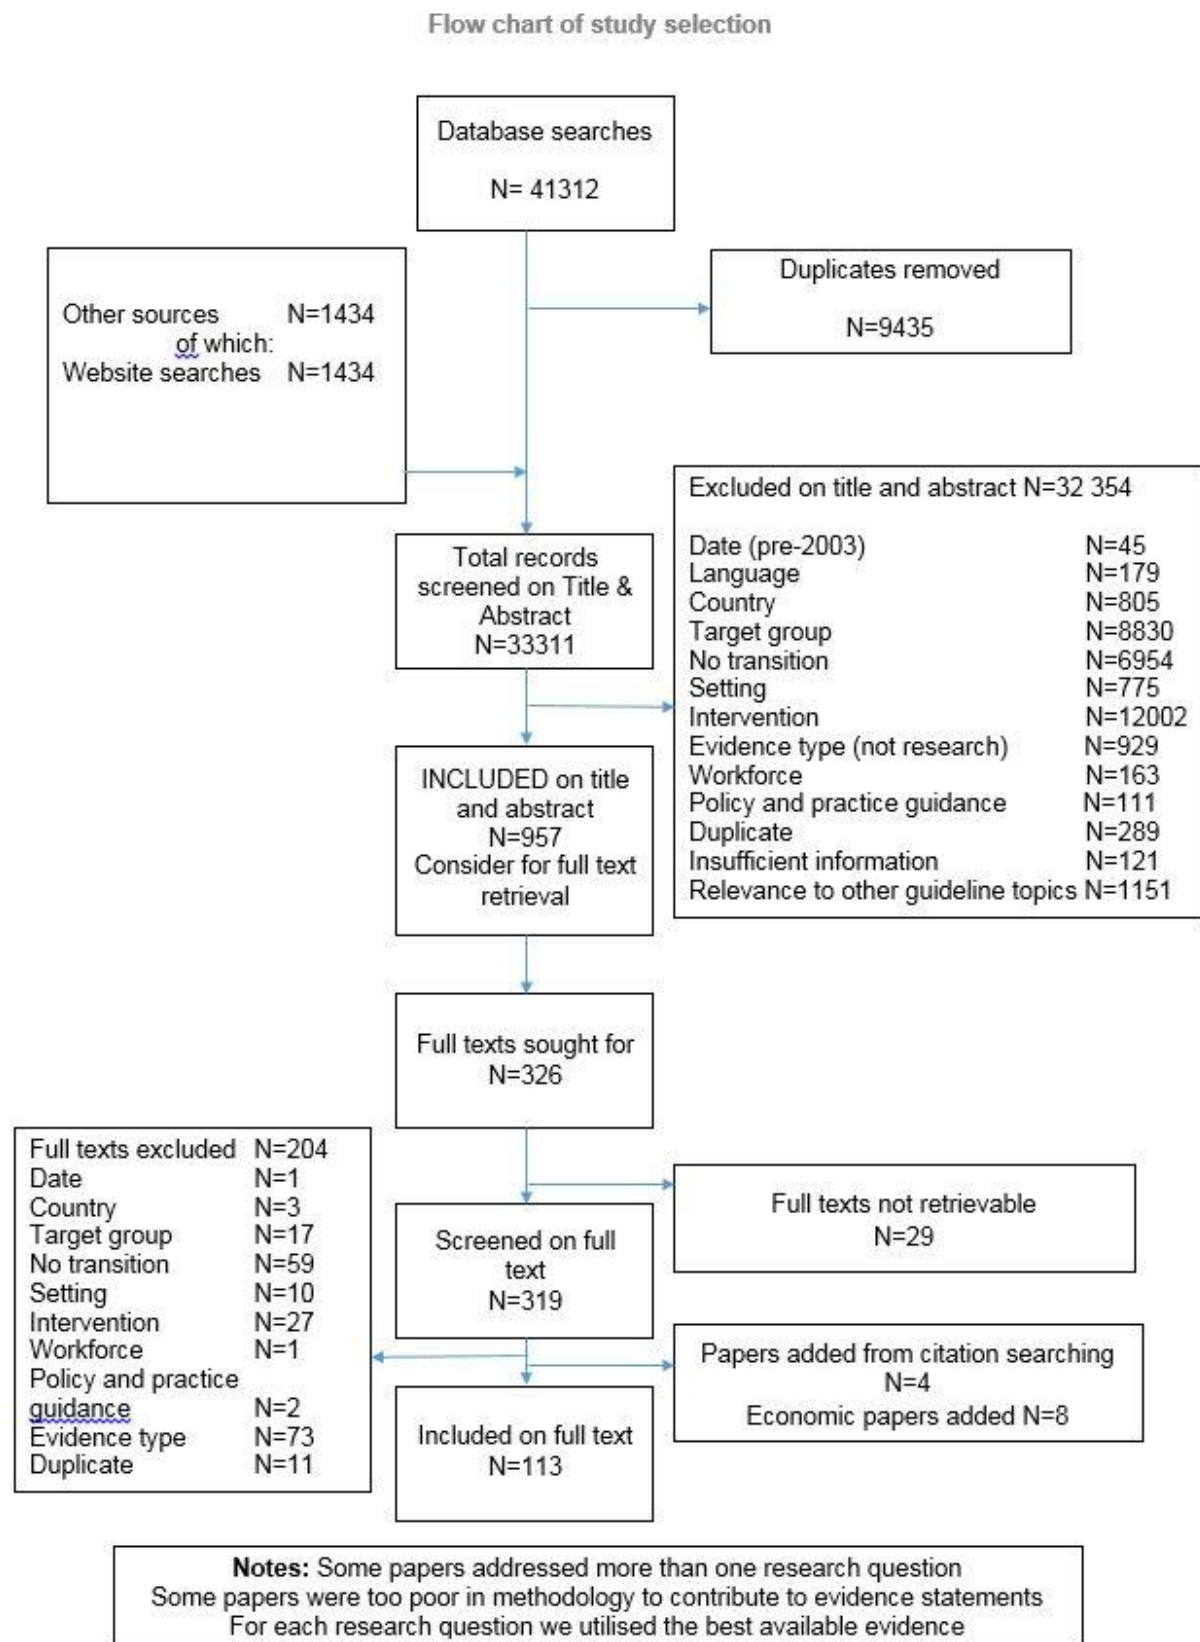 Flow chart of study selection
Database searches
N= 41312
Duplicates removed
N=9435
Other sources N=1434
of which:
Website searches N=1434
Excluded on title and abstract N=32 354
Date (pre-2003) N=45
Language N=179
Country N=805
Target group N=8830
No transition N=6954
Setting N=775
Intervention N=12002
Evidence type (not research) N=929
Workforce N=163
Policy and practice guidance N=111
Duplicate N=289
Insufficient information N=121
Relevance to other guideline topics N=1151
Total records
screened on Title &
Abstract
N=33311
INCLUDED on title
and abstract
N=957
Consider for full text
retrieval
Full texts sought for
N=326
Full texts not retrievable
N=29
Screened on full
text
N=319
Full texts excluded N=204
Date N=1
Country N=3
Target group N=17
No transition N=59
Setting N=10
Intervention N=27
Workforce N=1
Policy and practice
guidance N=2
Evidence type N=73
Duplicate N=11
Papers added from citation searching
N=4
Economic papers added N=8
Included on full text
N=113
Notes: Some papers addressed more than one research question
Some papers were too poor in methodology to contribute to evidence statements
For each research question we utilised the best available evidence